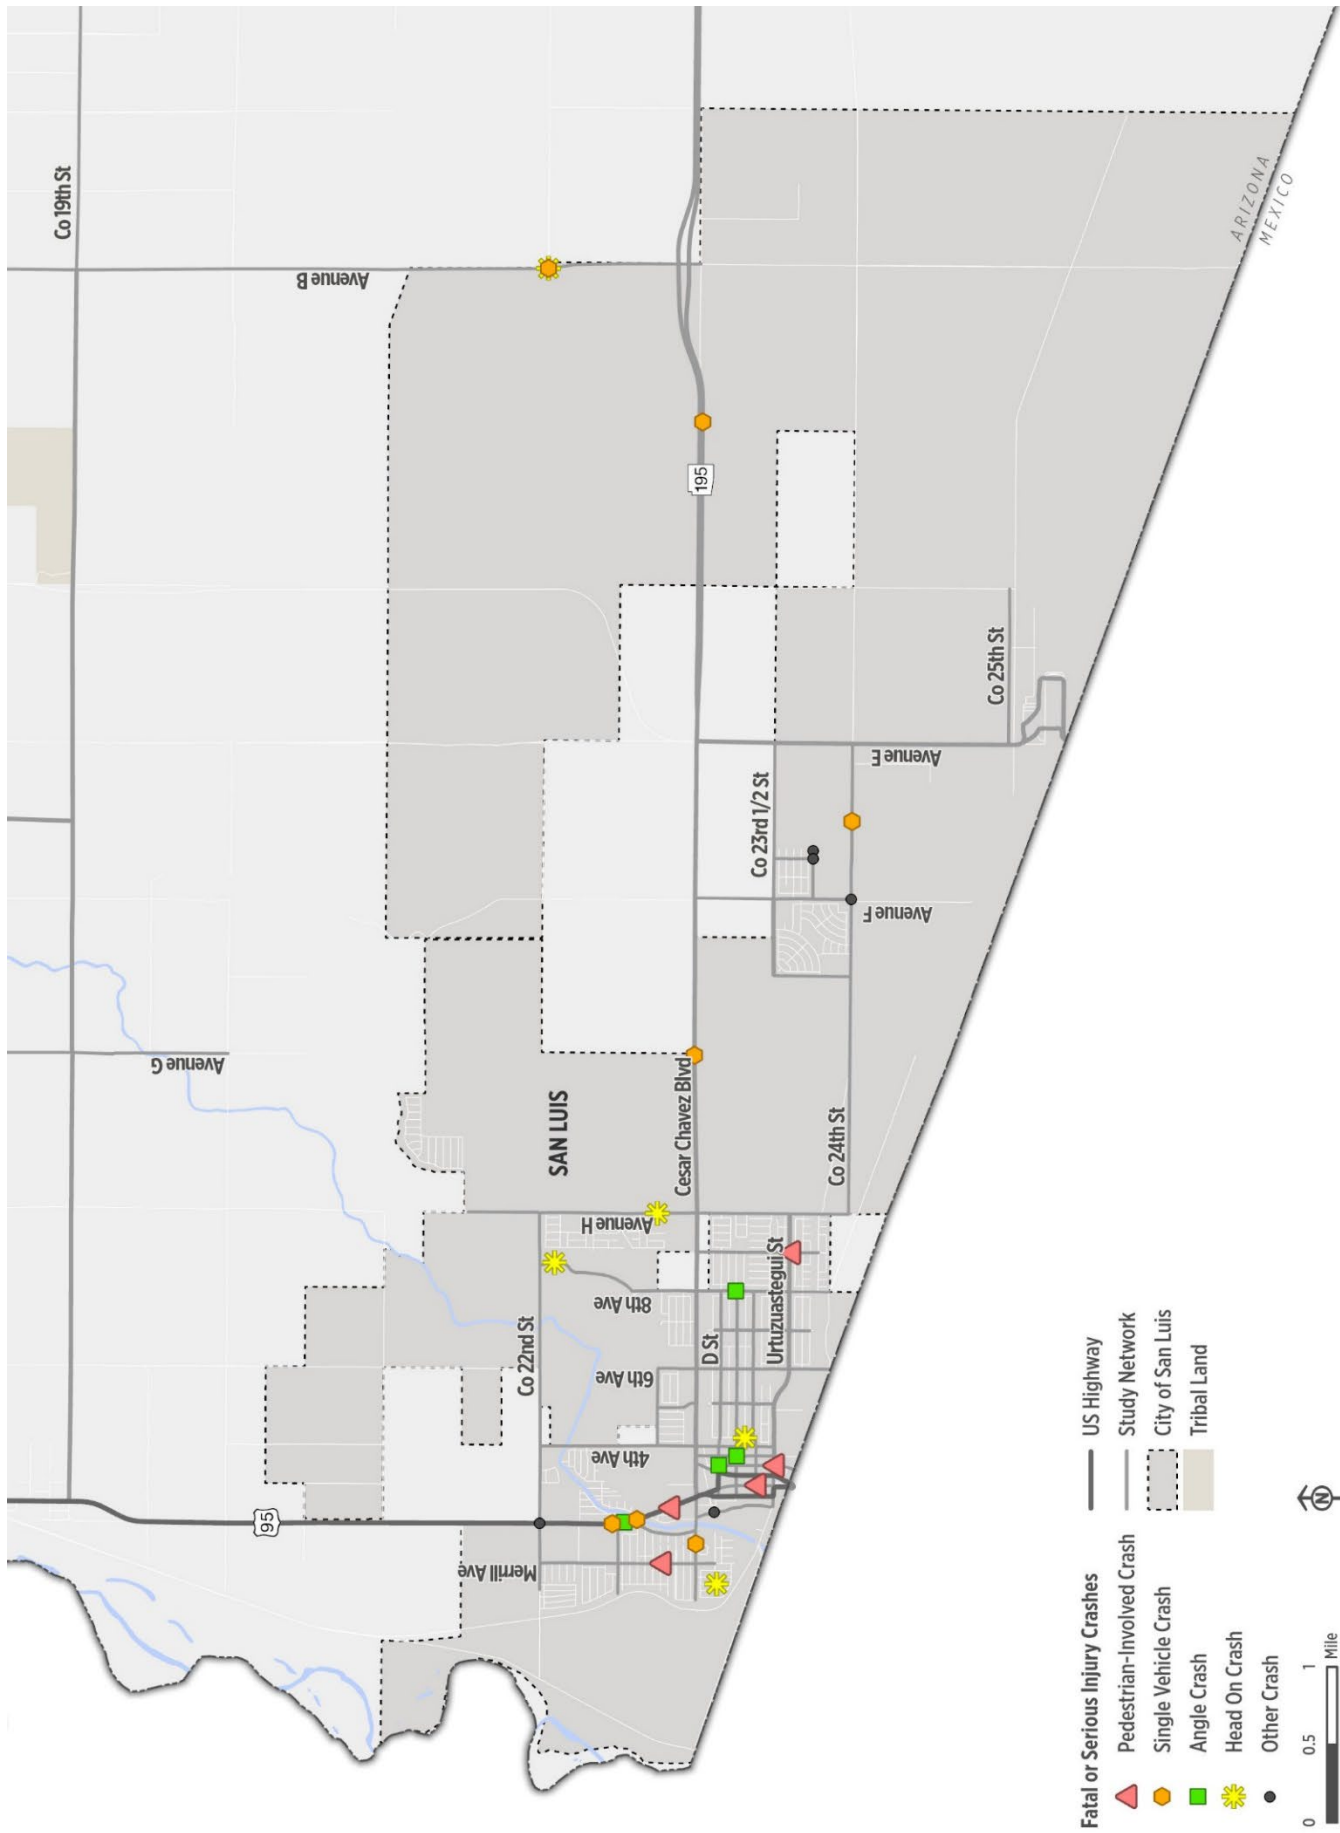 Co 19th St
Avenue B
ARIZONA
MEXICO
195
Co 25th St
Avenue E
Co 23rd 1/2 St
Avenue F
Avenue G
SAN LUIS
Cesar Chavez Blvd
Co 24th St
Avenue H
Urtuzuastegui St
8th Ave
D St
Co 22nd St
6th Ave
4th Ave
95
Merrill Ave
Fatal or Serious Injury Crashes
Pedestrian-Involved Crash
Single Vehicle Crash
Angle Crash
Head On Crash
Other Crash
US Highway
Study Network
City of San Luis
Tribal Land
0 0.5 1
Mile
N